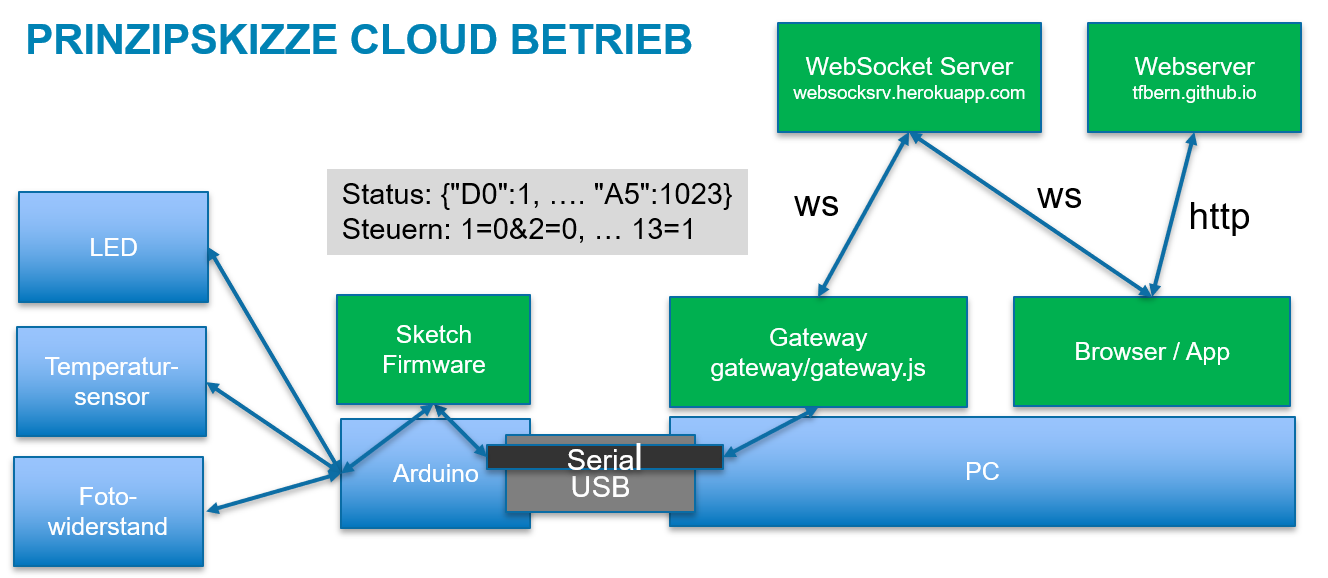 PRINZIPSKIZZE CLOUD BETRIEB
WebSocket Server
websocksrv.herokuapp.com
Webserver
tfbern.github.io
Status: {"D0":1, …. "A5":1023}
Steuern: 1=0&2=0, … 13=1
ws
ws
http
LED
Temperatur-
sensor
Foto-
widerstand
Sketch
Firmware
Arduino
Serial
USB
Gateway
gateway/gateway.js
Browser / App
PC